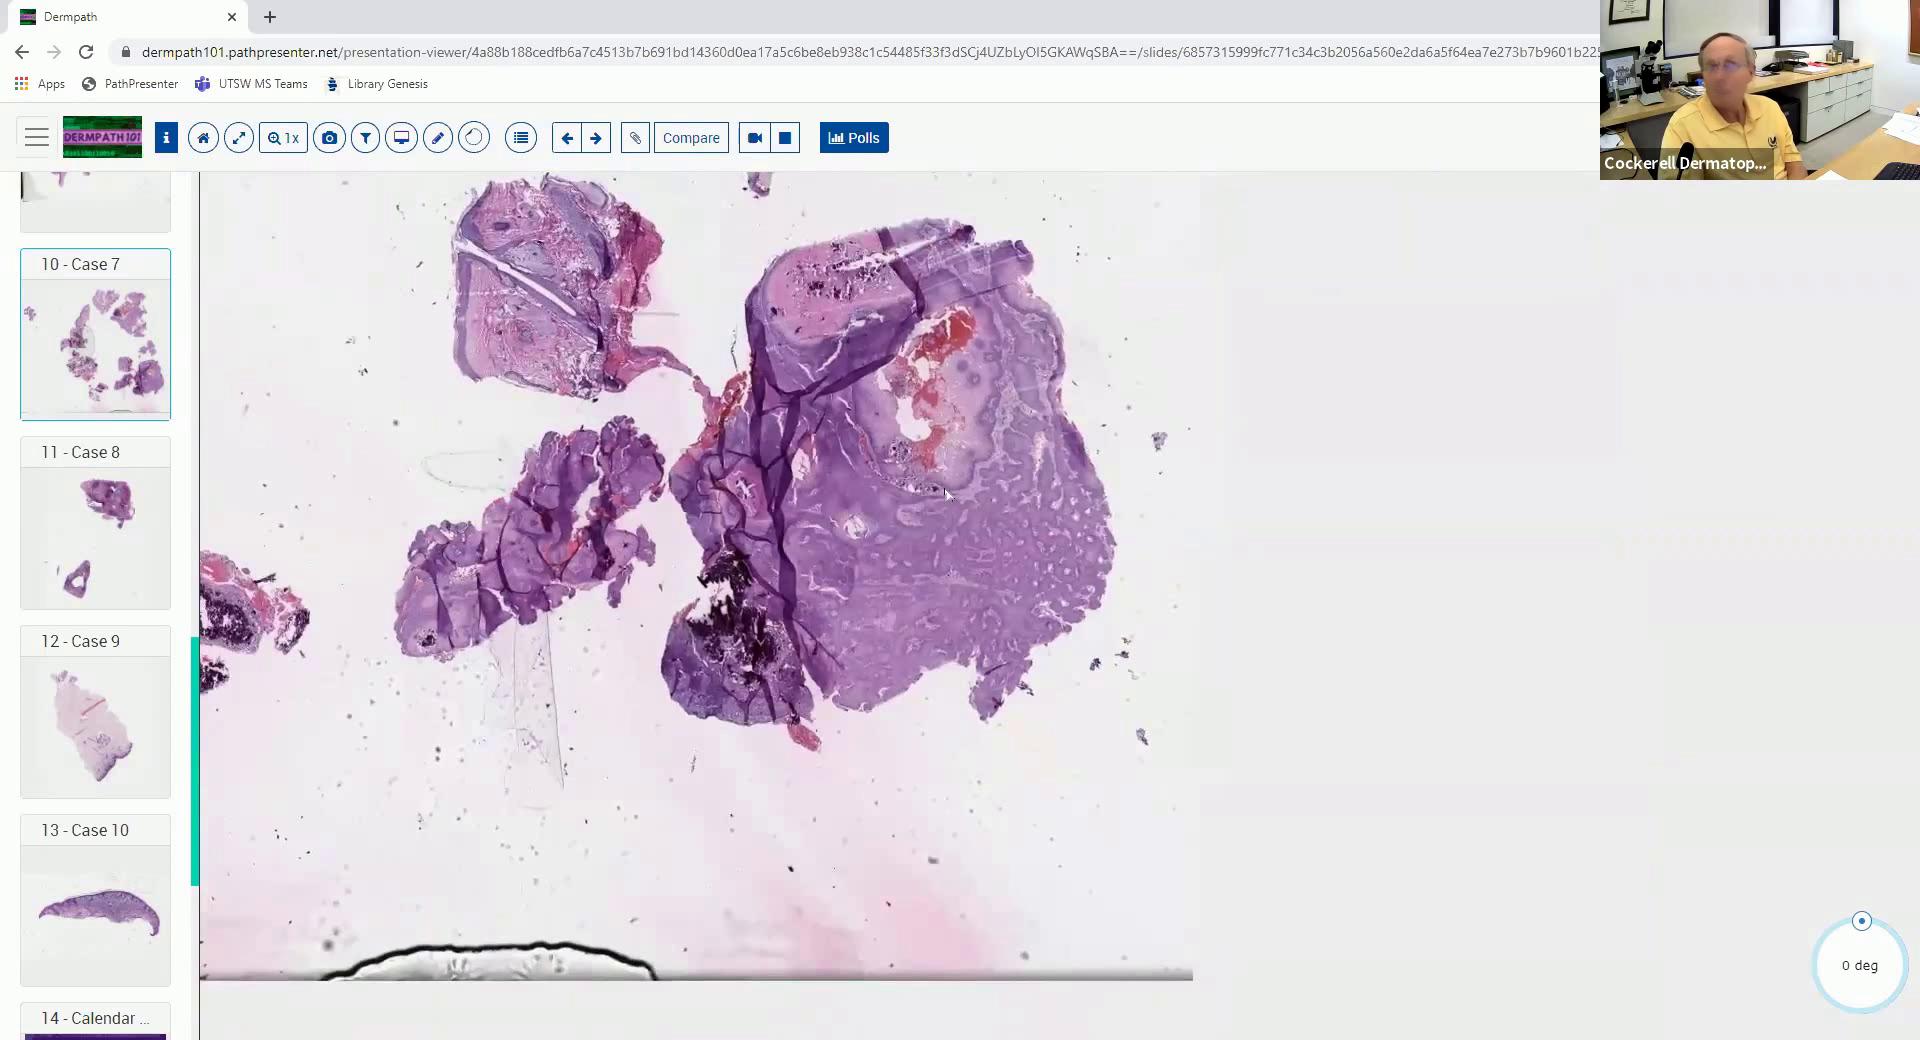 Dermpath
dermpath101.pathpresenter.net/presentation-viewer/4a88b188cedfb6a7c4513b7b691bd14360d0ea17a5c6be8eb938c1c54485f33f3dSCj4UZbLyOI5GKAWqSBA==/slides/6857315999fc771c34c3b2056a560e2da6a5f64ea7e273b7b9601b225
Apps PathPresenter UTSW MS Teams Library Genesis
DERMPATH 101 1x Compare Polls
Cockerell Dermatop...
10 - Case 7
11 - Case 8
12 - Case 9
13 - Case 10
14 - Calendar ...
0 deg